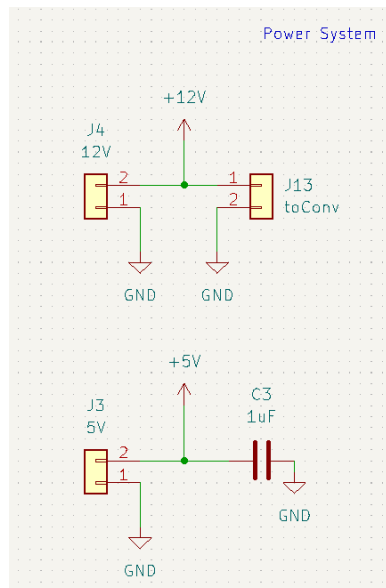 Power System
+12V
J4
12V
2
1
1
2
J13
toConv
GND
GND
+5V
J3
5V
2
1
C3
1uF
GND
GND